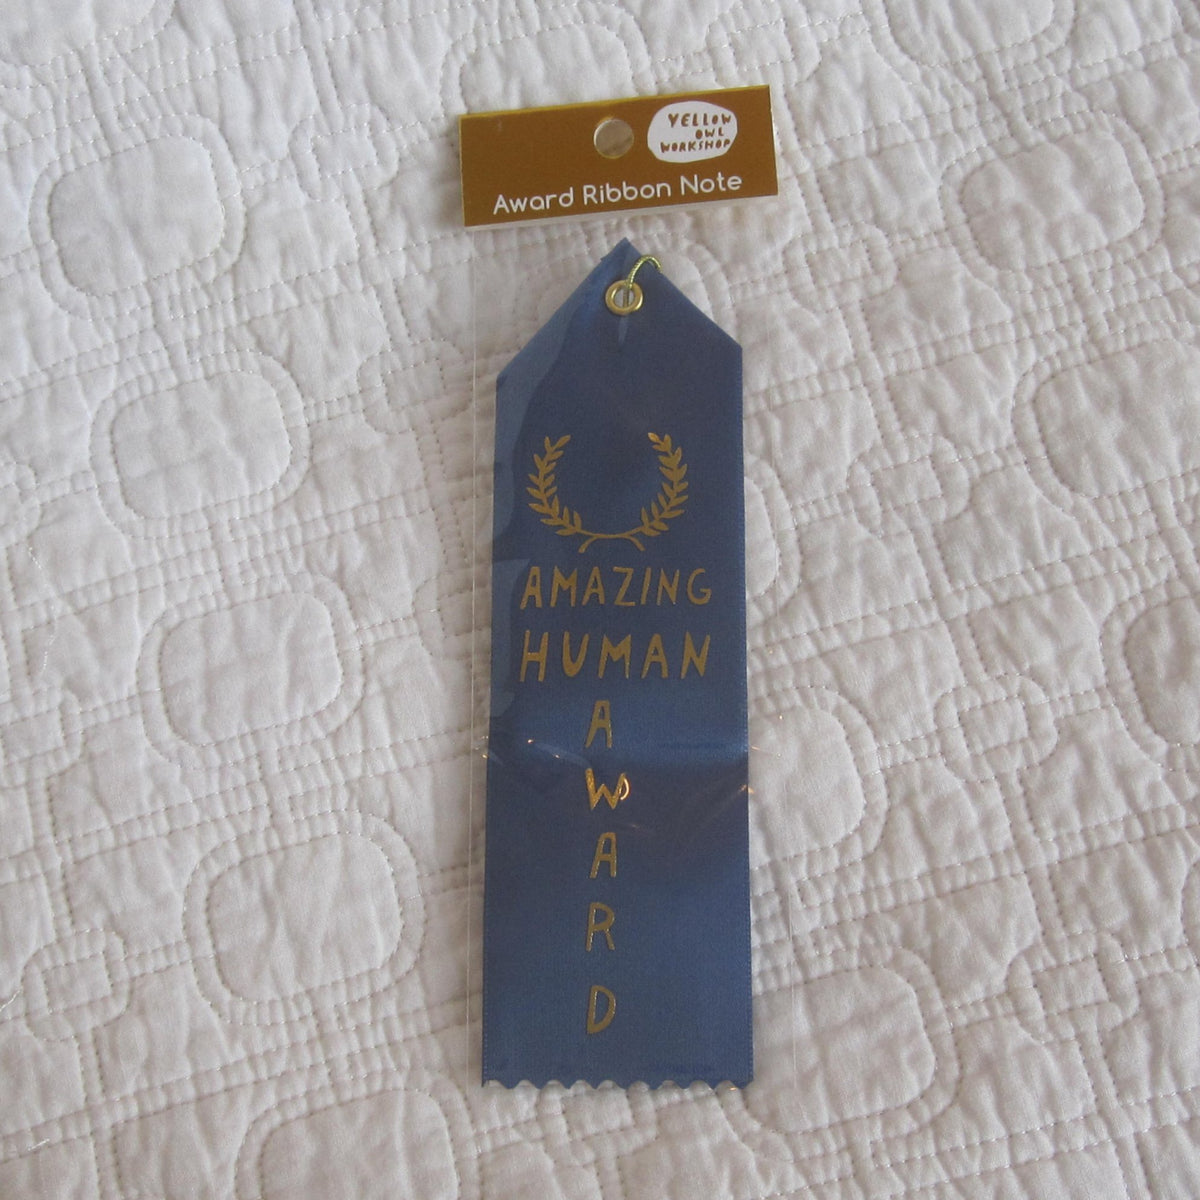 YELLOW
OWL
WORKSHOP
Award Ribbon Note
AMAZING
HUMAN
A
W
A
R
D